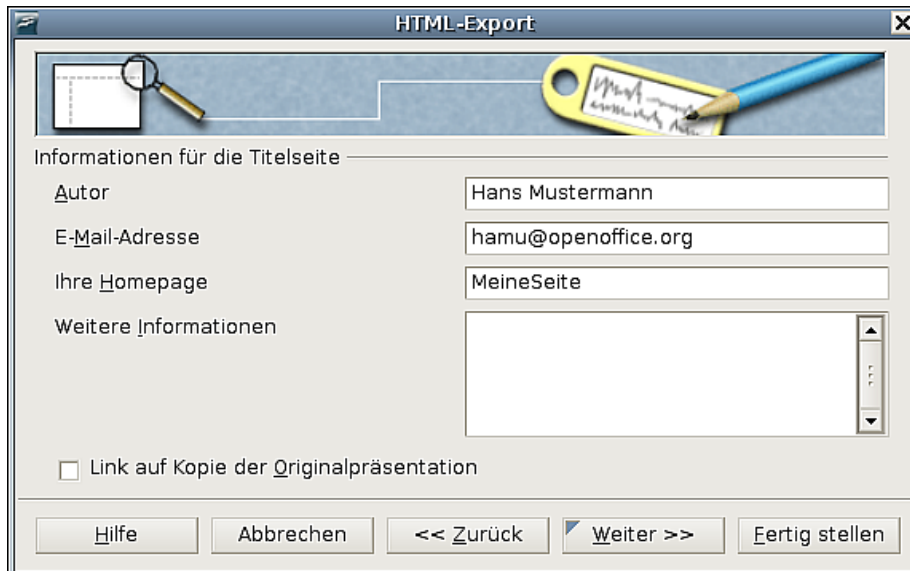 HTML-Export
Informationen für die Titelseite
Autor
Hans Mustermann
E-Mail-Adresse
hamu@openoffice.org
Ihre Homepage
MeineSeite
Weitere Informationen
Link auf Kopie der Originalpräsentation
Hilfe Abbrechen << Zurück Weiter >> Fertig stellen